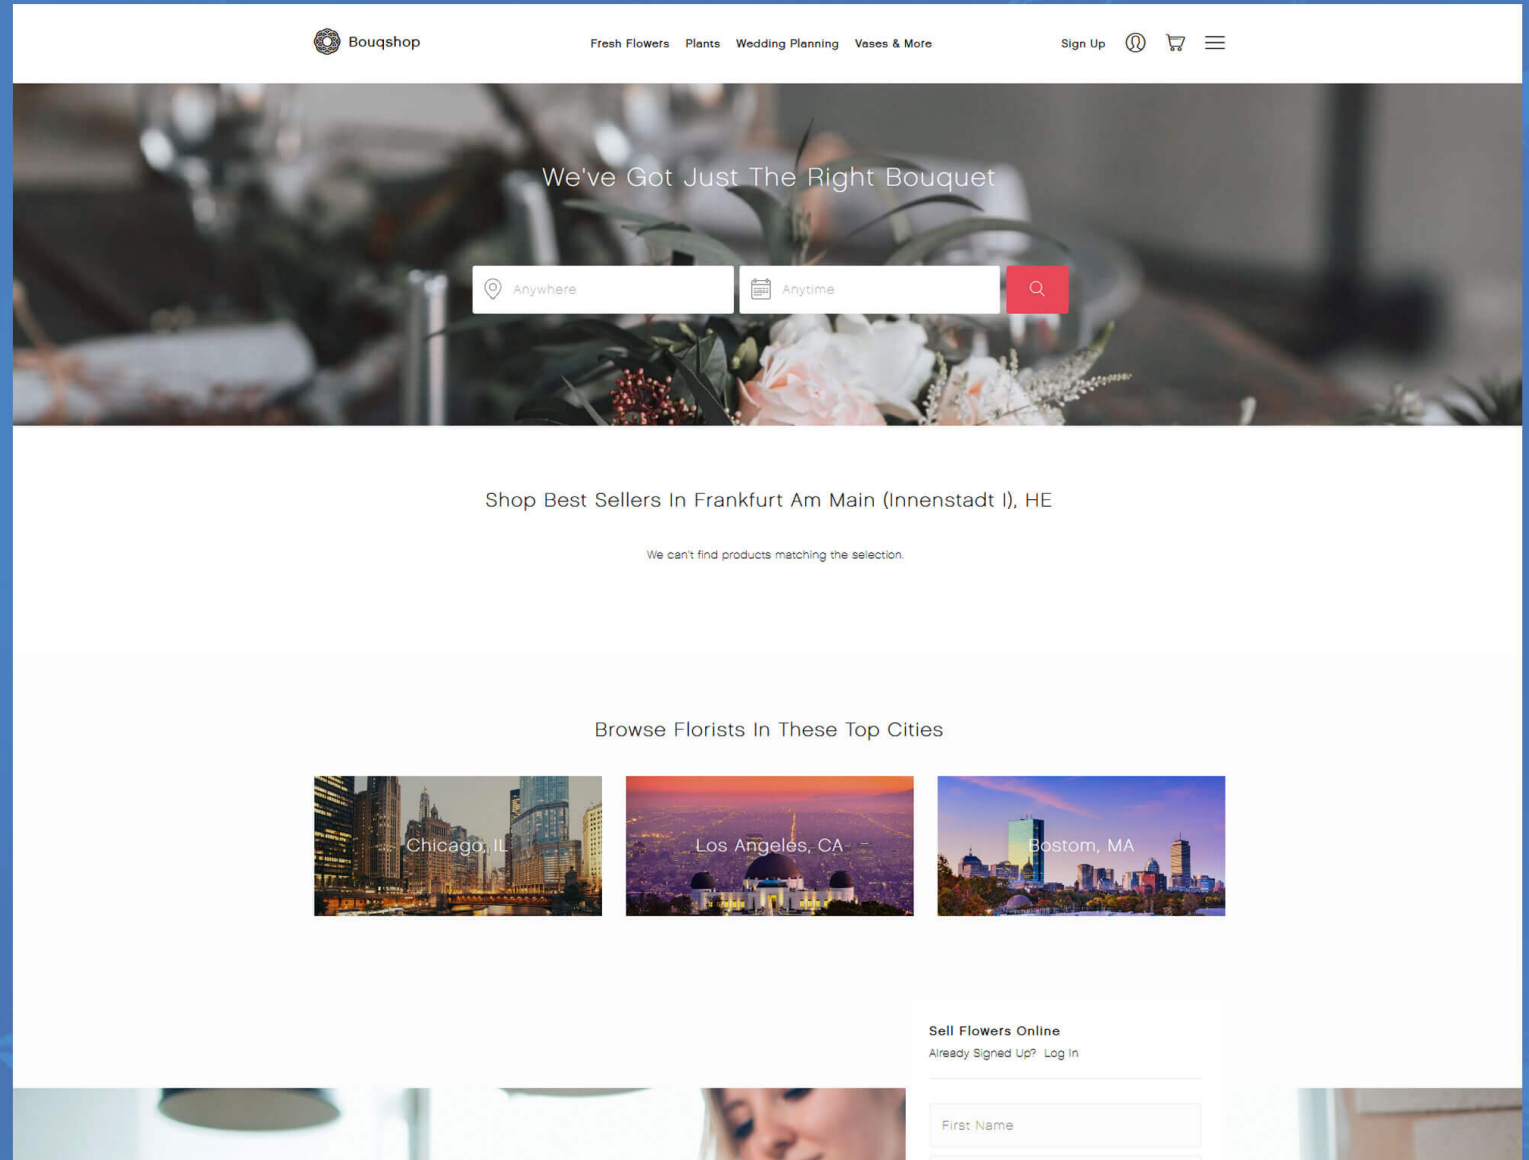 Bouqshop
Fresh Flowers Plants Wedding Planning Vases & More
Sign Up
We've Got Just The Right Bouquet
Anywhere
Anytime
Shop Best Sellers In Frankfurt Am Main (Innenstadt I), HE
We can't find products matching the selection.
Browse Florists In These Top Cities
Chicago, IL
Los Angeles, CA
Bostom, MA
Sell Flowers Online
Already Signed Up? Log In
First Name